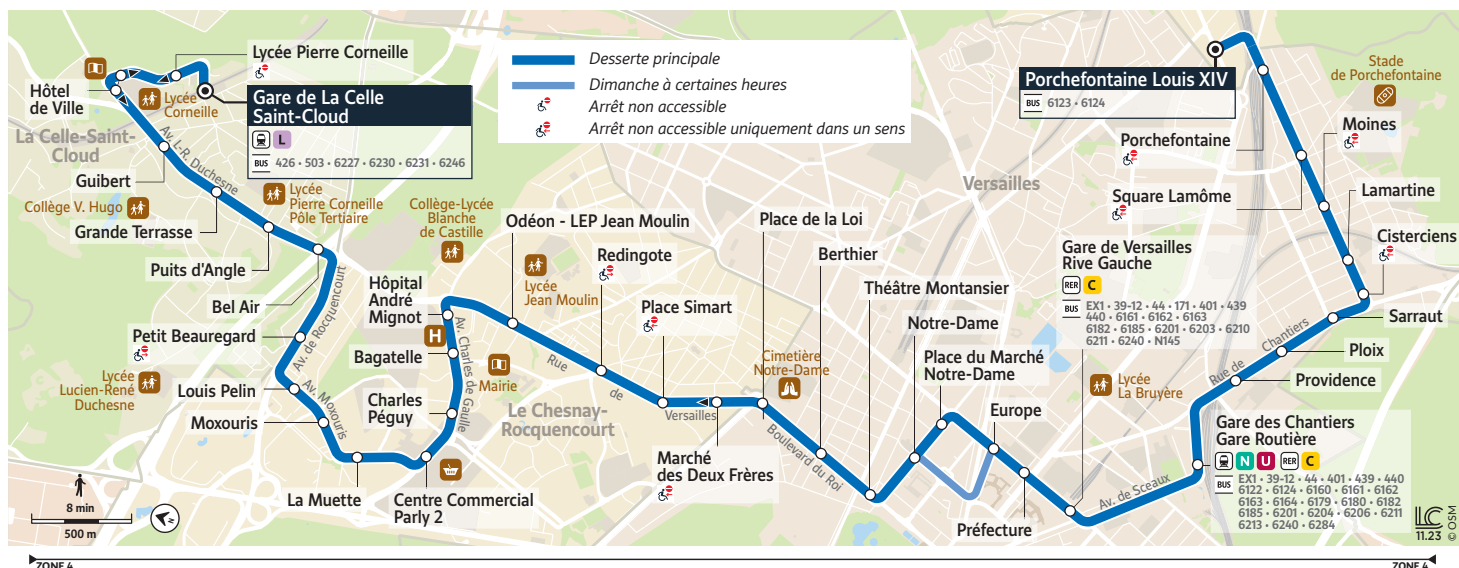 Lycée Pierre Corneille
Hôtel
de Ville
Lycée
Corneille
La Celle-Saint-
Cloud
Gare de La Celle
Saint-Cloud
L
BUS 426 • 503 • 6227 • 6230 • 6231 • 6246
Av. L.-R. Duchesne
Guibert
Collège V. Hugo
Grande Terrasse
Lycée
Pierre Corneille
Pôle Tertiaire
Puits d'Angle
Bel Air
Av. de Rocquencourt
Petit Beauregard
Lycée
Lucien-René
Duchesne
Louis Pelin
Av. Moxouris
Moxouris
La Muette
Centre Commercial
Parly 2
Charles
Péguy
Bagatelle
Av. Charles de Gaulle
Hôpital
André
Mignot
H
Mairie
Collège-Lycée
Blanche
de Castille
Desserte principale
Dimanche à certaines heures
Arrêt non accessible
Arrêt non accessible uniquement dans un sens
Odéon - LEP Jean Moulin
Lycée
Jean Moulin
Redingote
Le Chesnay-
Rocquencourt
Rue de Versailles
Place Simart
Marché
des Deux Frères
Place de la Loi
Cimetière
Notre-Dame
Berthier
Boulevard du Roi
Théâtre Montansier
Notre-Dame
Place du Marché
Notre-Dame
Europe
Préfecture
Versailles
Gare de Versailles
Rive Gauche
RER C
BUS EX1 • 39-12 • 44 • 171 • 401 • 439
440 • 6161 • 6162 • 6163
6182 • 6185 • 6201 • 6203 • 6210
6211 • 6240 • N145
Lycée
La Bruyère
Av. de Sceaux
Gare des Chantiers
Gare Routière
N U RER C
BUS EX1 • 39-12 • 44 • 401 • 439 • 440
6122 • 6124 • 6160 • 6161 • 6162
6163 • 6164 • 6179 • 6180 • 6182
6185 • 6201 • 6204 • 6206 • 6211
6213 • 6240 • 6284
Rue de Chantiers
Providence
Ploix
Sarraut
Cisterciens
Lamartine
Square Lamôme
Moines
Porchefontaine
Stade
de Porchefontaine
Porchefontaine Louis XIV
BUS 6123 • 6124
8 min
500 m
N
LC
11.23
© OSM
ZONE 4
ZONE 4